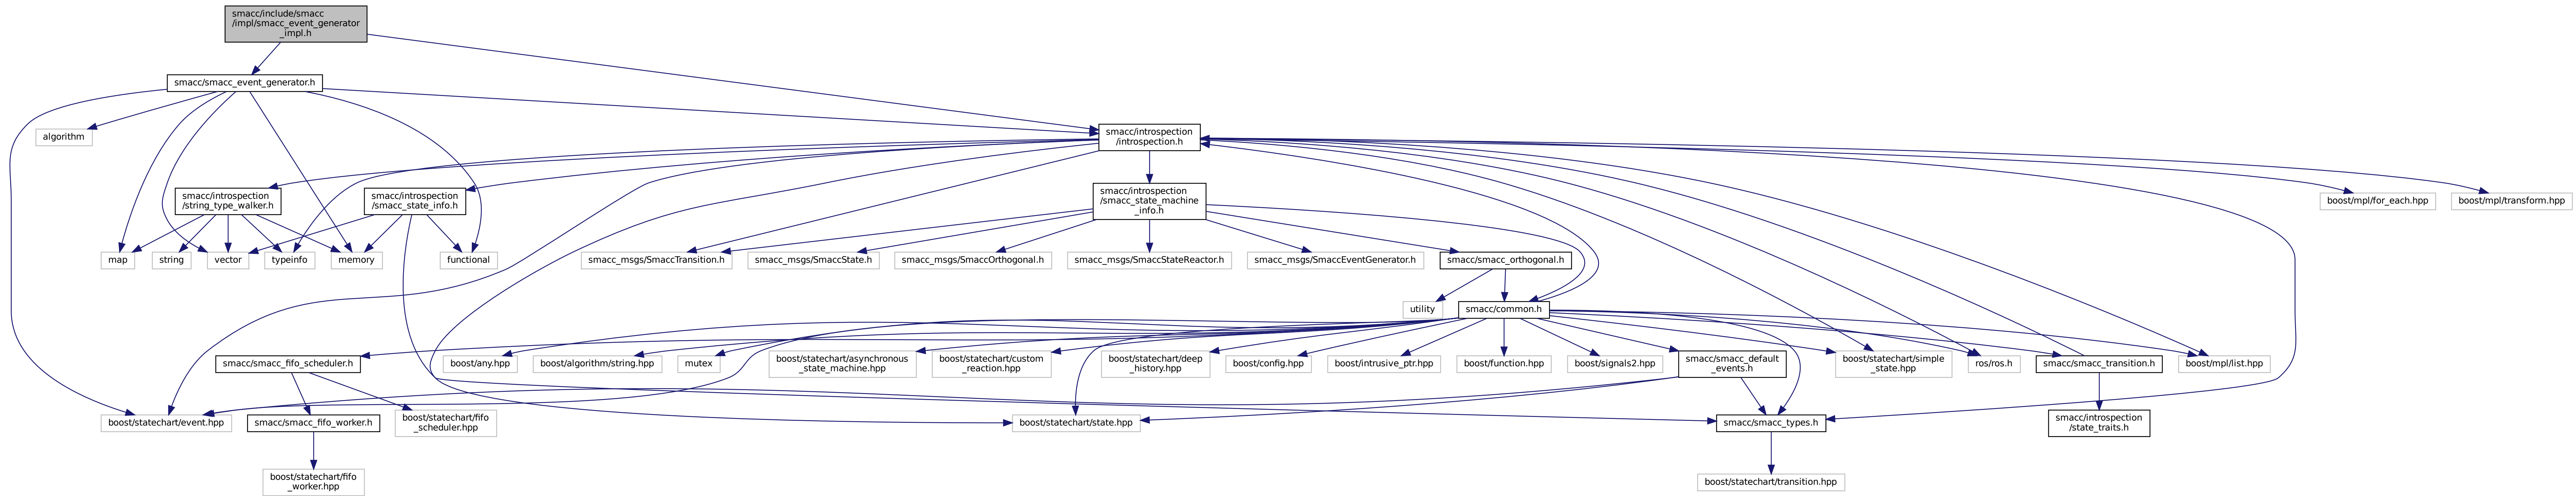 smacc/include/smacc
/impl/smacc_event_generator
_impl.h
smacc/smacc_event_generator.h
algorithm
smacc/introspection
/introspection.h
smacc/introspection
/string_type_walker.h
smacc/introspection
/smacc_state_info.h
smacc/introspection
/smacc_state_machine
_info.h
boost/mpl/for_each.hpp
boost/mpl/transform.hpp
map
string
vector
typeinfo
memory
functional
smacc_msgs/SmaccTransition.h
smacc_msgs/SmaccState.h
smacc_msgs/SmaccOrthogonal.h
smacc_msgs/SmaccStateReactor.h
smacc_msgs/SmaccEventGenerator.h
smacc/smacc_orthogonal.h
utility
smacc/common.h
smacc/smacc_fifo_scheduler.h
boost/any.hpp
boost/algorithm/string.hpp
mutex
boost/statechart/asynchronous
_state_machine.hpp
boost/statechart/custom
_reaction.hpp
boost/statechart/deep
_history.hpp
boost/config.hpp
boost/intrusive_ptr.hpp
boost/function.hpp
boost/signals2.hpp
smacc/smacc_default
_events.h
boost/statechart/simple
_state.hpp
ros/ros.h
smacc/smacc_transition.h
boost/mpl/list.hpp
boost/statechart/event.hpp
smacc/smacc_fifo_worker.h
boost/statechart/fifo
_scheduler.hpp
boost/statechart/state.hpp
smacc/smacc_types.h
smacc/introspection
/state_traits.h
boost/statechart/fifo
_worker.hpp
boost/statechart/transition.hpp